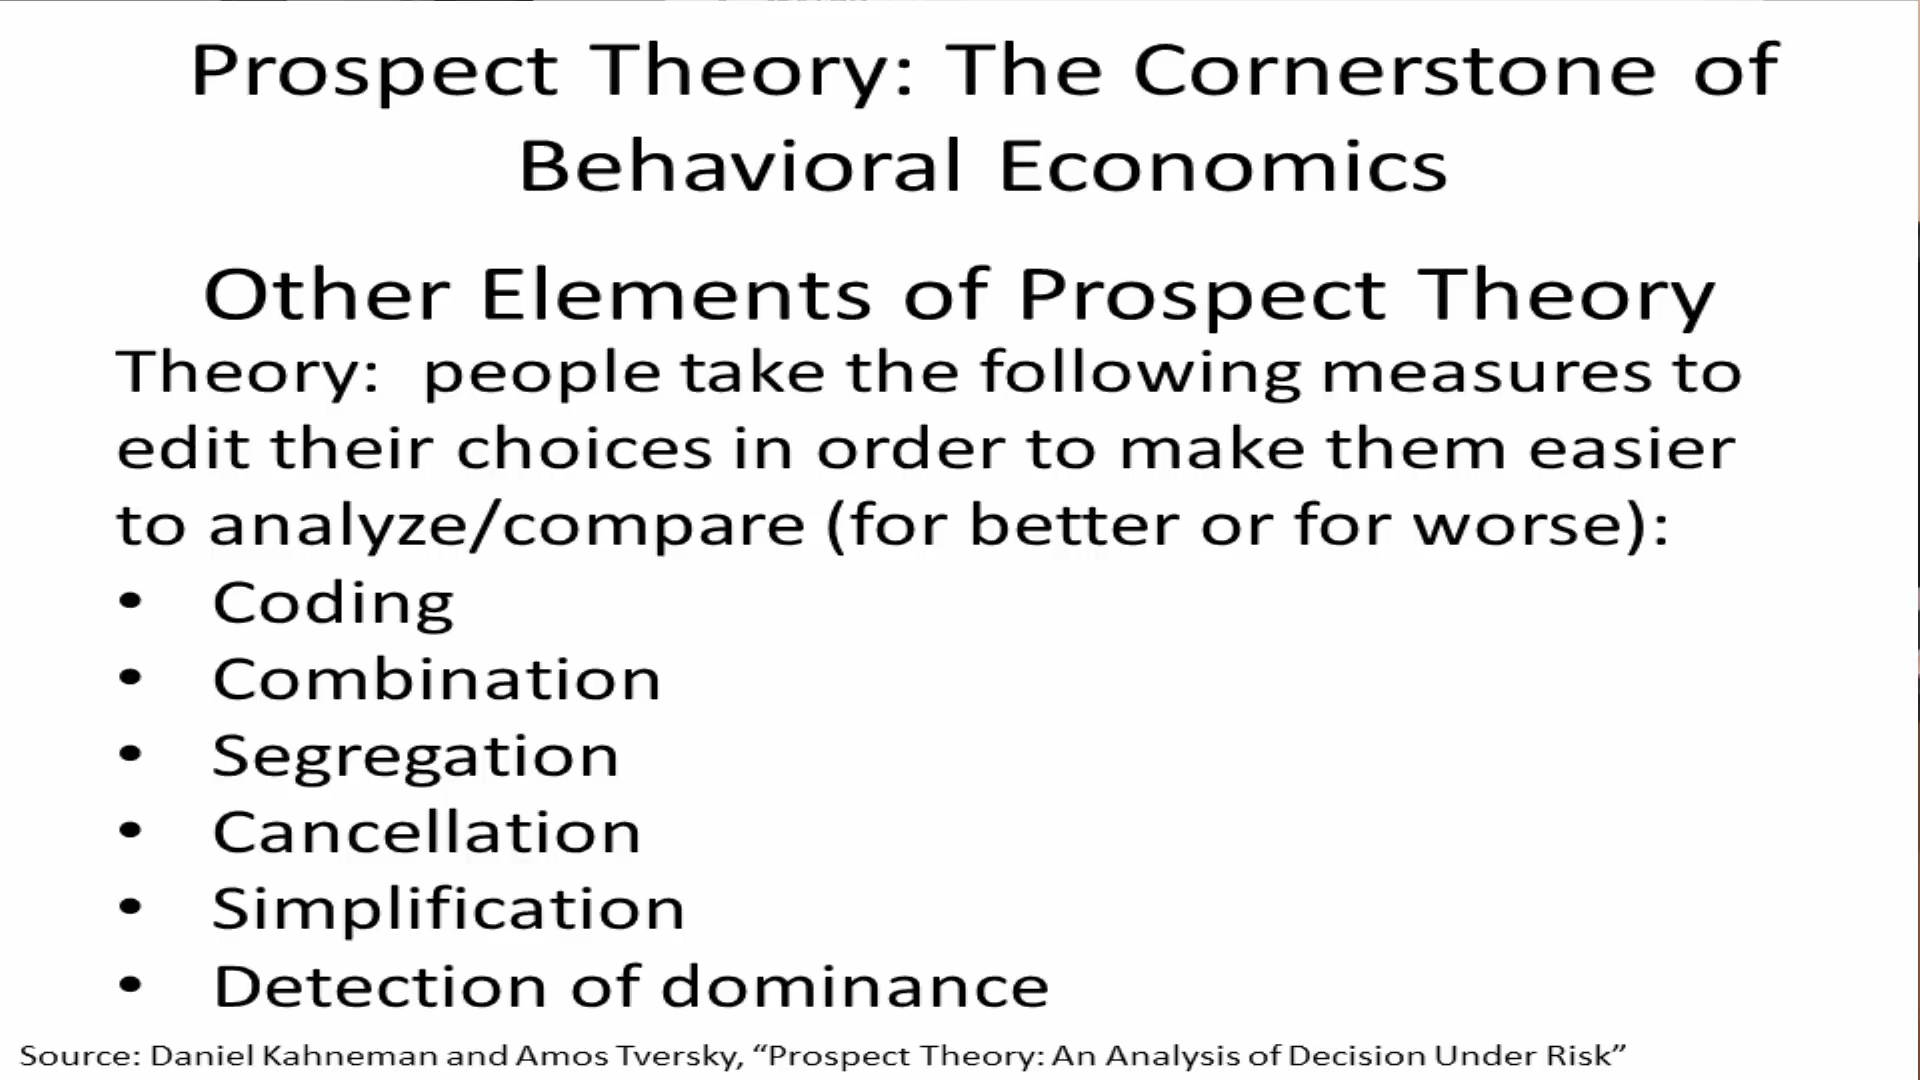 Prospect Theory: The Cornerstone of
Behavioral Economics
Other Elements of Prospect Theory
Theory: people take the following measures to
edit their choices in order to make them easier
to analyze/compare (for better or for worse):
• Coding
• Combination
• Segregation
• Cancellation
• Simplification
• Detection of dominance
Source: Daniel Kahneman and Amos Tversky, “Prospect Theory: An Analysis of Decision Under Risk”